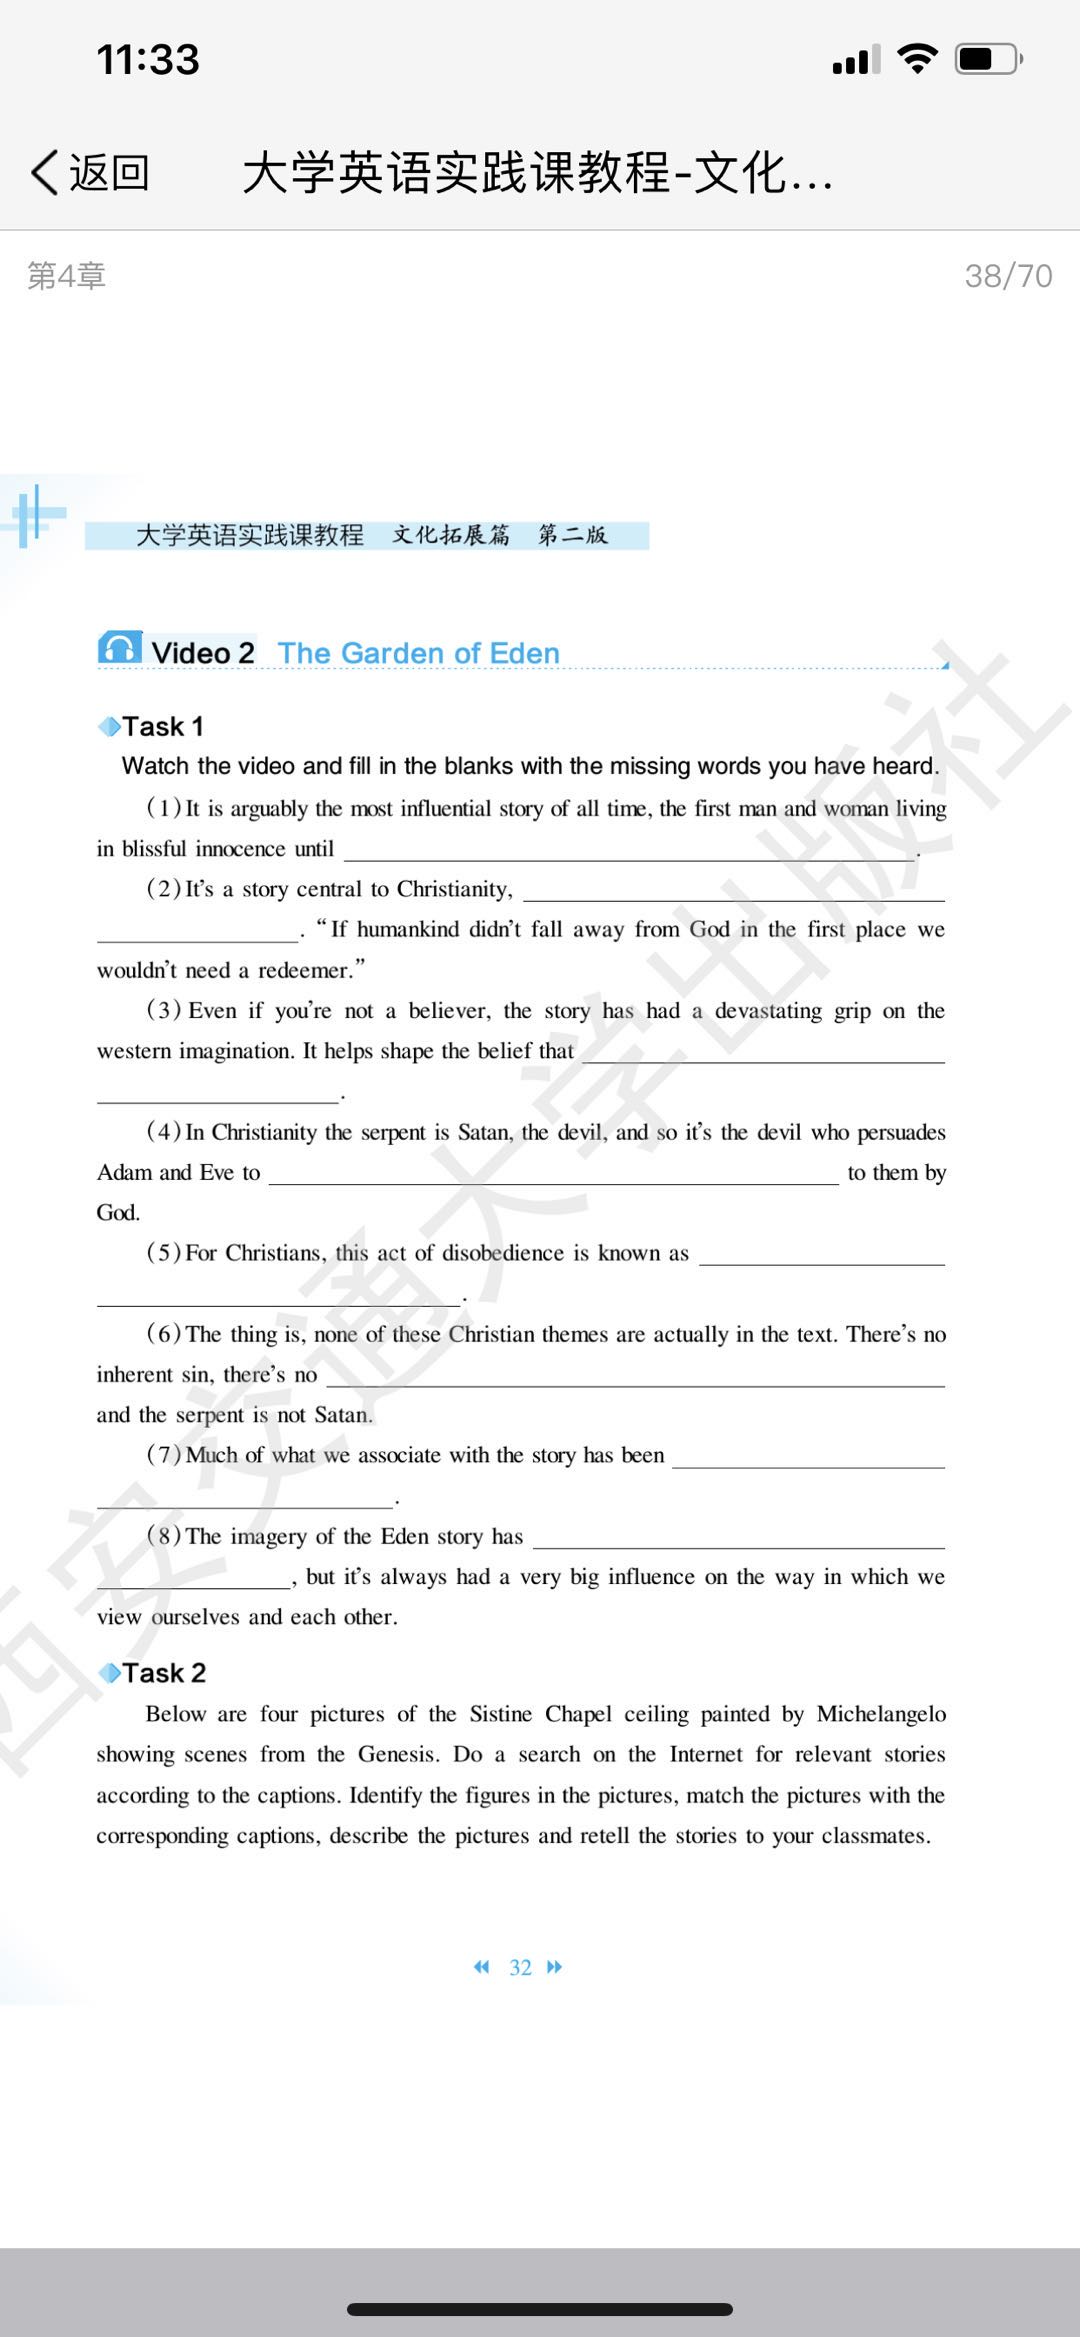 11:33
返回
大学英语实践课教程-文化...
第4章
38/70
大学英语实践课教程 文化拓展篇 第二版
Video 2 The Garden of Eden
Task 1
Watch the video and fill in the blanks with the missing words you have heard.
(1)It is arguably the most influential story of all time, the first man and woman living
in blissful innocence until ____________________.
(2)It's a story central to Christianity, ____________________
____________________. “If humankind didn't fall away from God in the first place we
wouldn't need a redeemer.”
(3)Even if you're not a believer, the story has had a devastating grip on the
western imagination. It helps shape the belief that ____________________
____________________.
(4)In Christianity the serpent is Satan, the devil, and so it's the devil who persuades
Adam and Eve to ____________________ to them by
God.
(5)For Christians, this act of disobedience is known as ____________________
____________________.
(6)The thing is, none of these Christian themes are actually in the text. There's no
inherent sin, there's no ____________________
and the serpent is not Satan.
(7)Much of what we associate with the story has been ____________________
____________________.
(8)The imagery of the Eden story has ____________________
____________________, but it's always had a very big influence on the way in which we
view ourselves and each other.
Task 2
Below are four pictures of the Sistine Chapel ceiling painted by Michelangelo
showing scenes from the Genesis. Do a search on the Internet for relevant stories
according to the captions. Identify the figures in the pictures, match the pictures with the
corresponding captions, describe the pictures and retell the stories to your classmates.
32
西安交通大学出版社